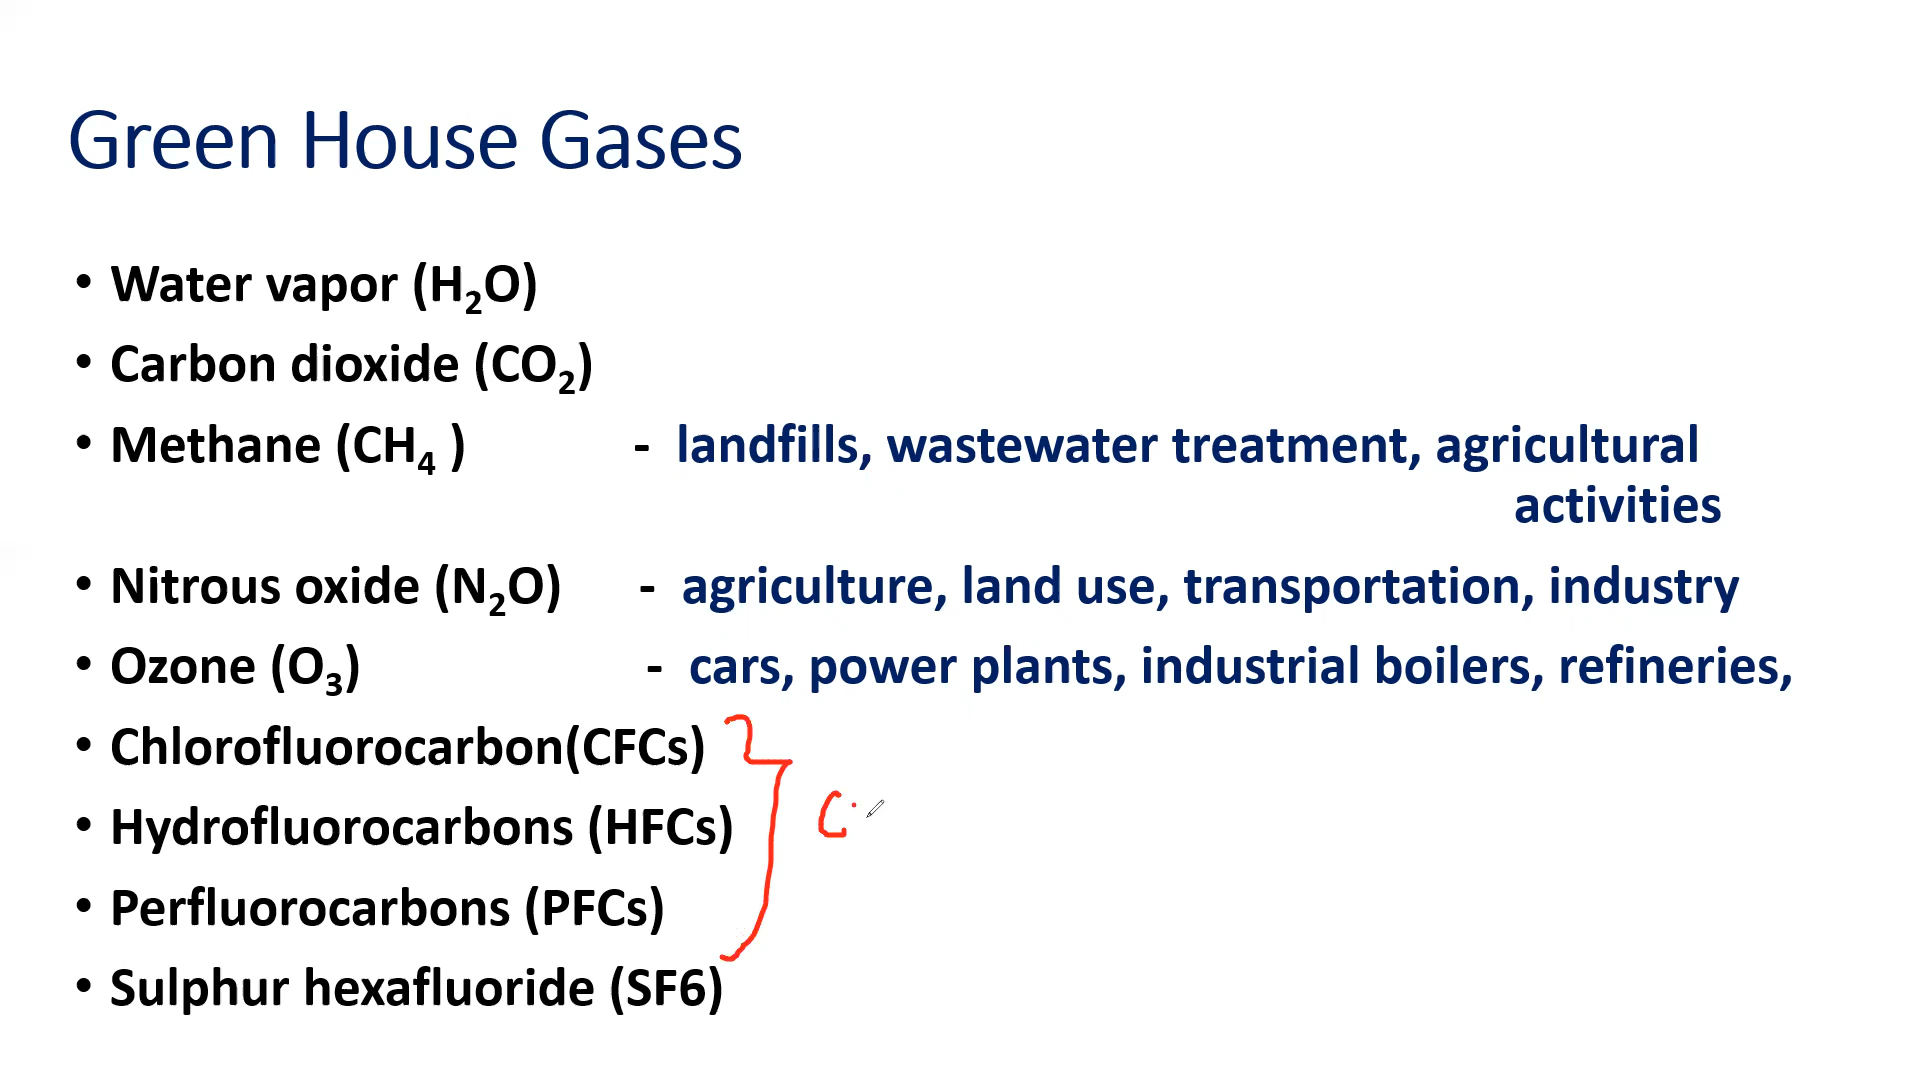 Green House Gases
• Water vapor (H₂O)
• Carbon dioxide (CO₂)
• Methane (CH₄ ) - landfills, wastewater treatment, agricultural
activities
• Nitrous oxide (N₂O) - agriculture, land use, transportation, industry
• Ozone (O₃) - cars, power plants, industrial boilers, refineries,
• Chlorofluorocarbon(CFCs)
• Hydrofluorocarbons (HFCs)
C
• Perfluorocarbons (PFCs)
• Sulphur hexafluoride (SF6)